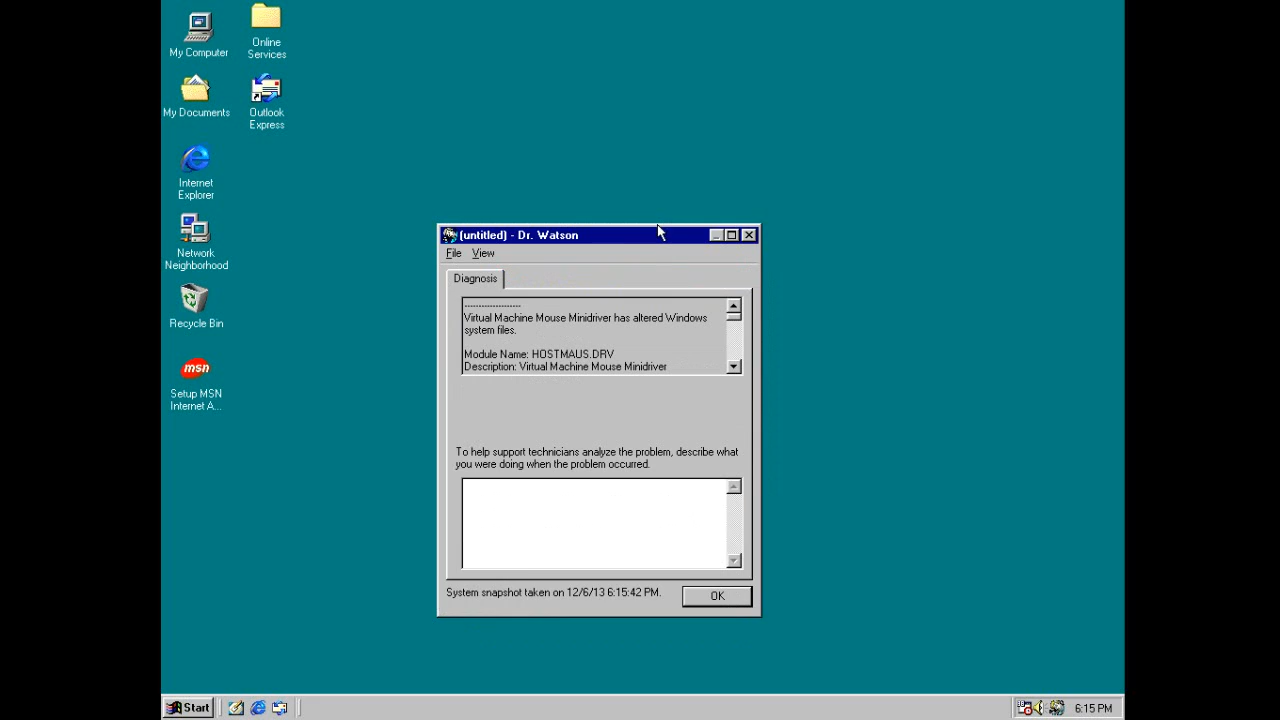 My Computer
Online
Services
My Documents
Outlook
Express
Internet
Explorer
Network
Neighborhood
Recycle Bin
msn
Setup MSN
Internet A...
(untitled) - Dr. Watson
File View
Diagnosis
--------------------
Virtual Machine Mouse Minidriver has altered Windows
system files.
Module Name: HOSTMAUS.DRV
Description: Virtual Machine Mouse Minidriver
To help support technicians analyze the problem, describe what
you were doing when the problem occurred.
System snapshot taken on 12/6/13 6:15:42 PM.
OK
Start
6:15 PM